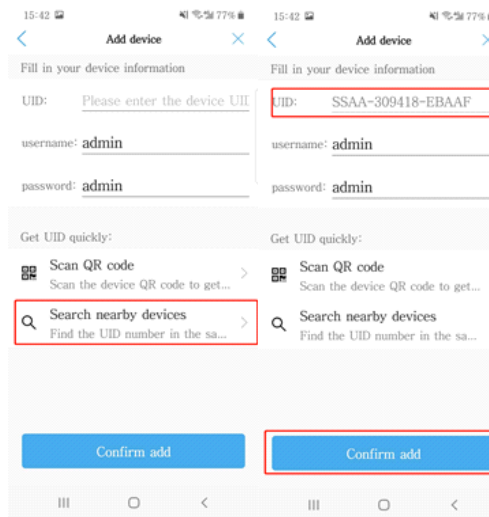 15:42 77%
Add device
Fill in your device information
UID: Please enter the device UII
username: admin
password: admin
Get UID quickly:
Scan QR code
Scan the device QR code to get...
Search nearby devices
Find the UID number in the sa...
Confirm add
15:42 77%
Add device
Fill in your device information
UID: SSAA-309418-EBAAF
username: admin
password: admin
Get UID quickly:
Scan QR code
Scan the device QR code to get...
Search nearby devices
Find the UID number in the sa...
Confirm add